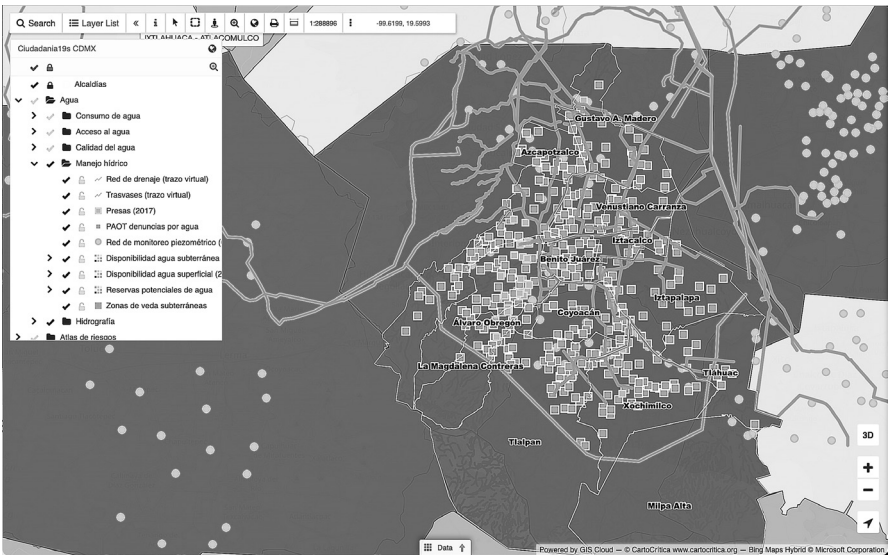 Search Layer List « 1:288896 -99.6199, 19.5993
IXTLAHUACA - ATLACOMULCO
Ciudadania19s CDMX
Alcaldías
Agua
Consumo de agua
Acceso al agua
Calidad del agua
Manejo hídrico
Red de drenaje (trazo virtual)
Trasvases (trazo virtual)
Presas (2017)
PAOT denuncias por agua
Red de monitoreo piezométrico (
Disponibilidad agua subterránea
Disponibilidad agua superficial (2
Reservas potenciales de agua
Zonas de veda subterráneas
Hidrografía
Atlas de riesgos
Gustavo A. Madero
Azcapotzalco
Venustiano Carranza
Iztacalco
Benito Juárez
Iztapalapa
Coyoacán
Álvaro Obregón
La Magdalena Contreras
Tláhuac
Xochimilco
Tlalpan
Milpa Alta
3D
+
−
Data
Powered by GIS Cloud — © CartoCrítica www.cartocritica.org — Bing Maps Hybrid © Microsoft Corporation